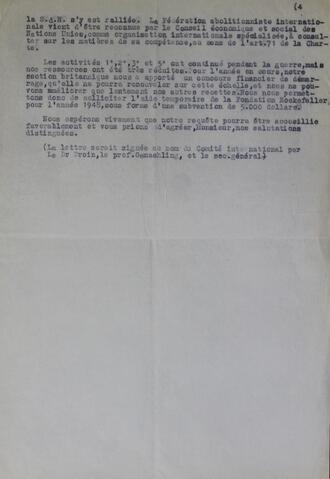 (4
la S.d.N. s'y est ralliée. La Fédération abolitionniste internatio-
nale vient d'être reconnue par le Conseil économique et social des
Nations Unies, comme organisation internationale spécialisée, à consul-
ter sur les matières de sa compétence, au sens de l'art. 71 de la Char-
te.
Les activités 1°, 2°, 3° et 5° ont continué pendant la guerre, mais
nos ressources ont été très réduites. Pour l'année en cours, notre
section britannique nous a apporté un concours financier de démar-
rage, qu'elle ne pourra renouveler sur cette échelle, et nous ne pou-
vons améliorer que lentement nos autres recettes. Nous nous permet-
tons donc de solliciter l'aide temporaire de la Fondation Rockefeller,
pour l'année 1948, sous forme d'une subvention de 5.000 dollars.
Nous espérons vivement que notre requête pourra être accueillie
favorablement et vous prions d'agréer, Monsieur, nos salutations
distinguées.
(La lettre serait signée au nom du Comité international par
Le Dr Troin, le prof. Gemaehling, et le sec. général)